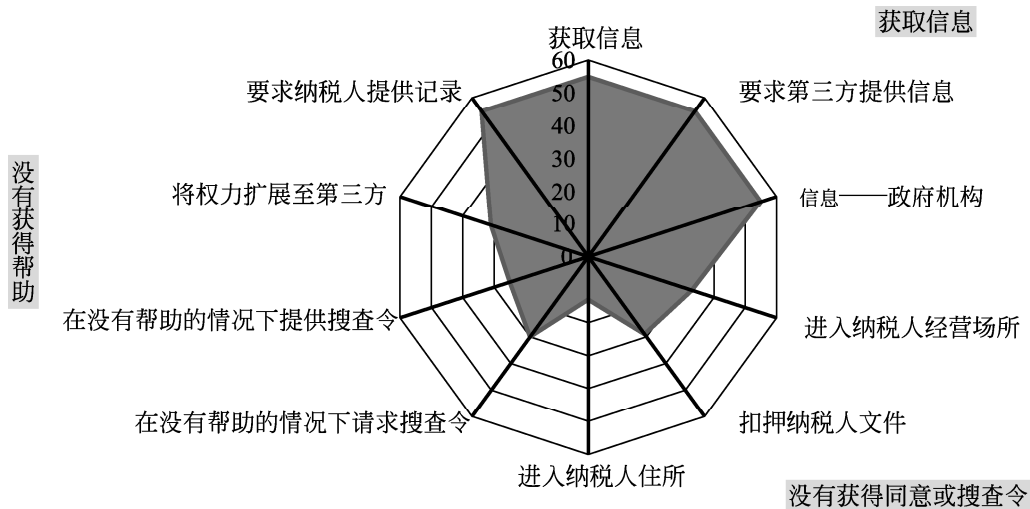 获取信息
获取信息
60
50
40
30
20
10
0
要求纳税人提供记录
要求第三方提供信息
将权力扩展至第三方
信息——政府机构
没有获得帮助
在没有帮助的情况下提供搜查令
进入纳税人经营场所
在没有帮助的情况下请求搜查令
扣押纳税人文件
进入纳税人住所
没有获得同意或搜查令